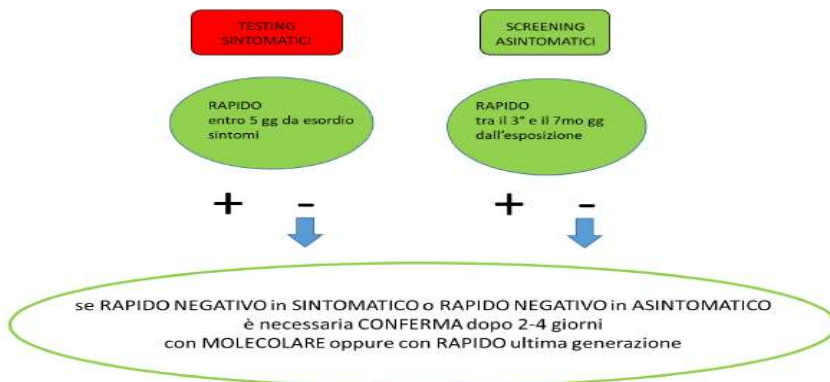 TESTING
SINTOMATICI
SCREENING
ASINTOMATICI
RAPIDO
entro 5 gg da esordio
sintomi
RAPIDO
tra il 3° e il 7mo gg
dall'esposizione
+ -
+ -
se RAPIDO NEGATIVO in SINTOMATICO o RAPIDO NEGATIVO in ASINTOMATICO
è necessaria CONFERMA dopo 2-4 giorni
con MOLECOLARE oppure con RAPIDO ultima generazione